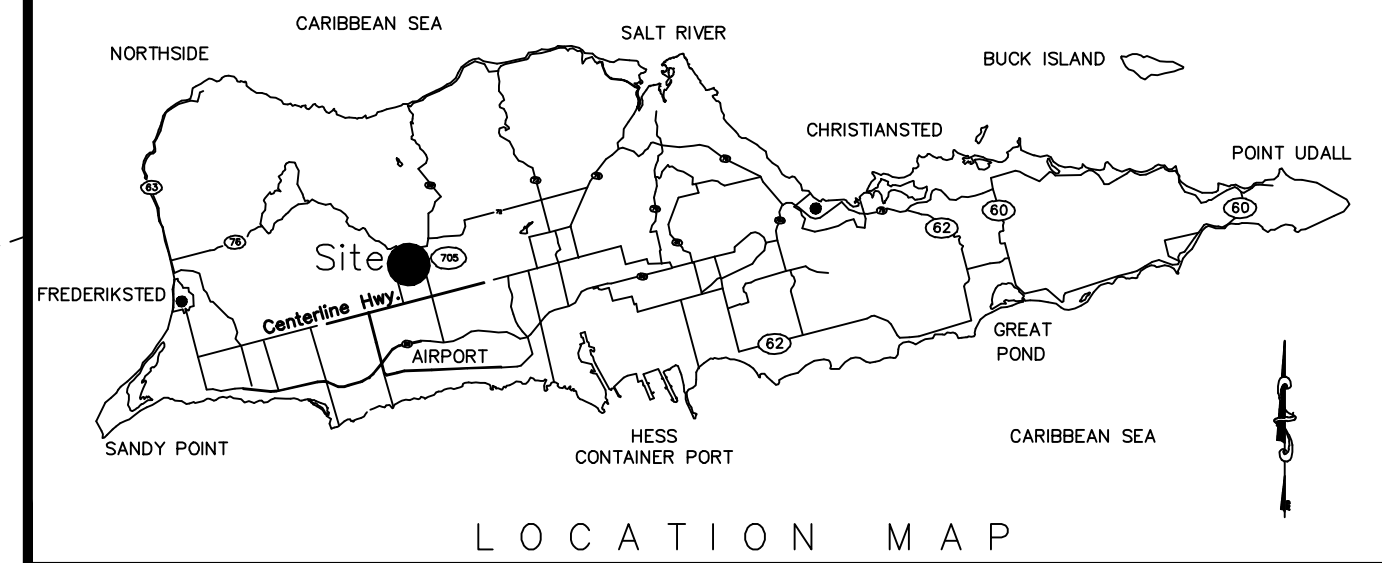 CARIBBEAN SEA
SALT RIVER
NORTHSIDE
BUCK ISLAND
CHRISTIANSTED
POINT UDALL
63
76
Site
705
60
60
62
FREDERIKSTED
Centerline Hwy.
AIRPORT
62
GREAT
POND
SANDY POINT
HESS
CONTAINER PORT
CARIBBEAN SEA
LOCATION MAP